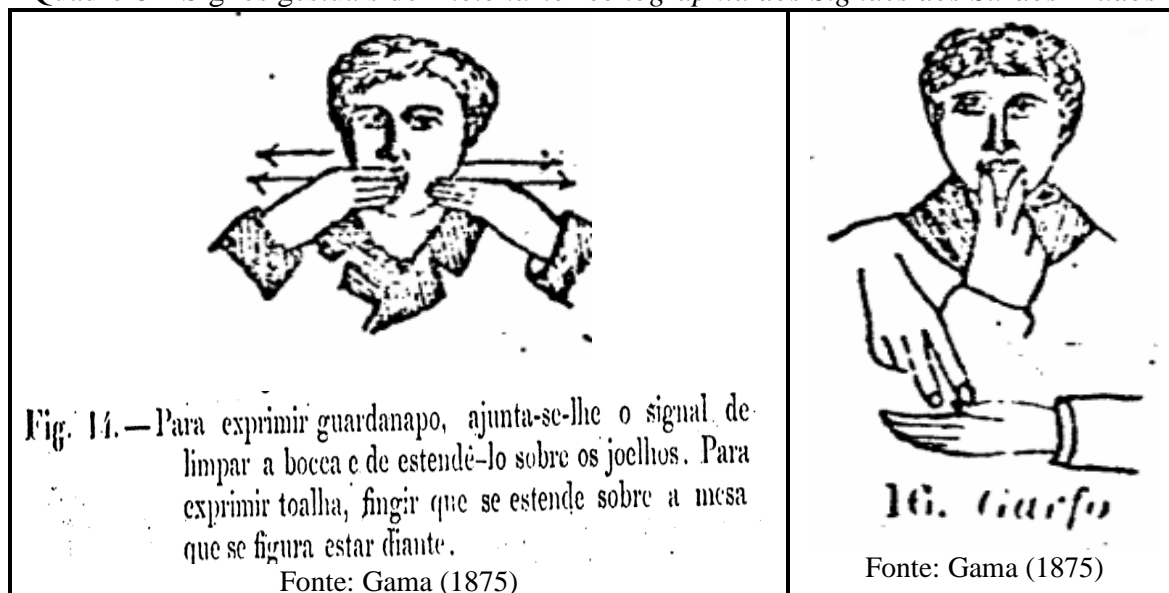 Fig. 14.—Para exprimir guardanapo, ajunta-se-lhe o signal de
limpar a bocca e de estendê-lo sobre os joelhos. Para
exprimir toalha, fingir que se estende sobre a mesa
que se figura estar diante.
Fonte: Gama (1875)
16. Garfo
Fonte: Gama (1875)